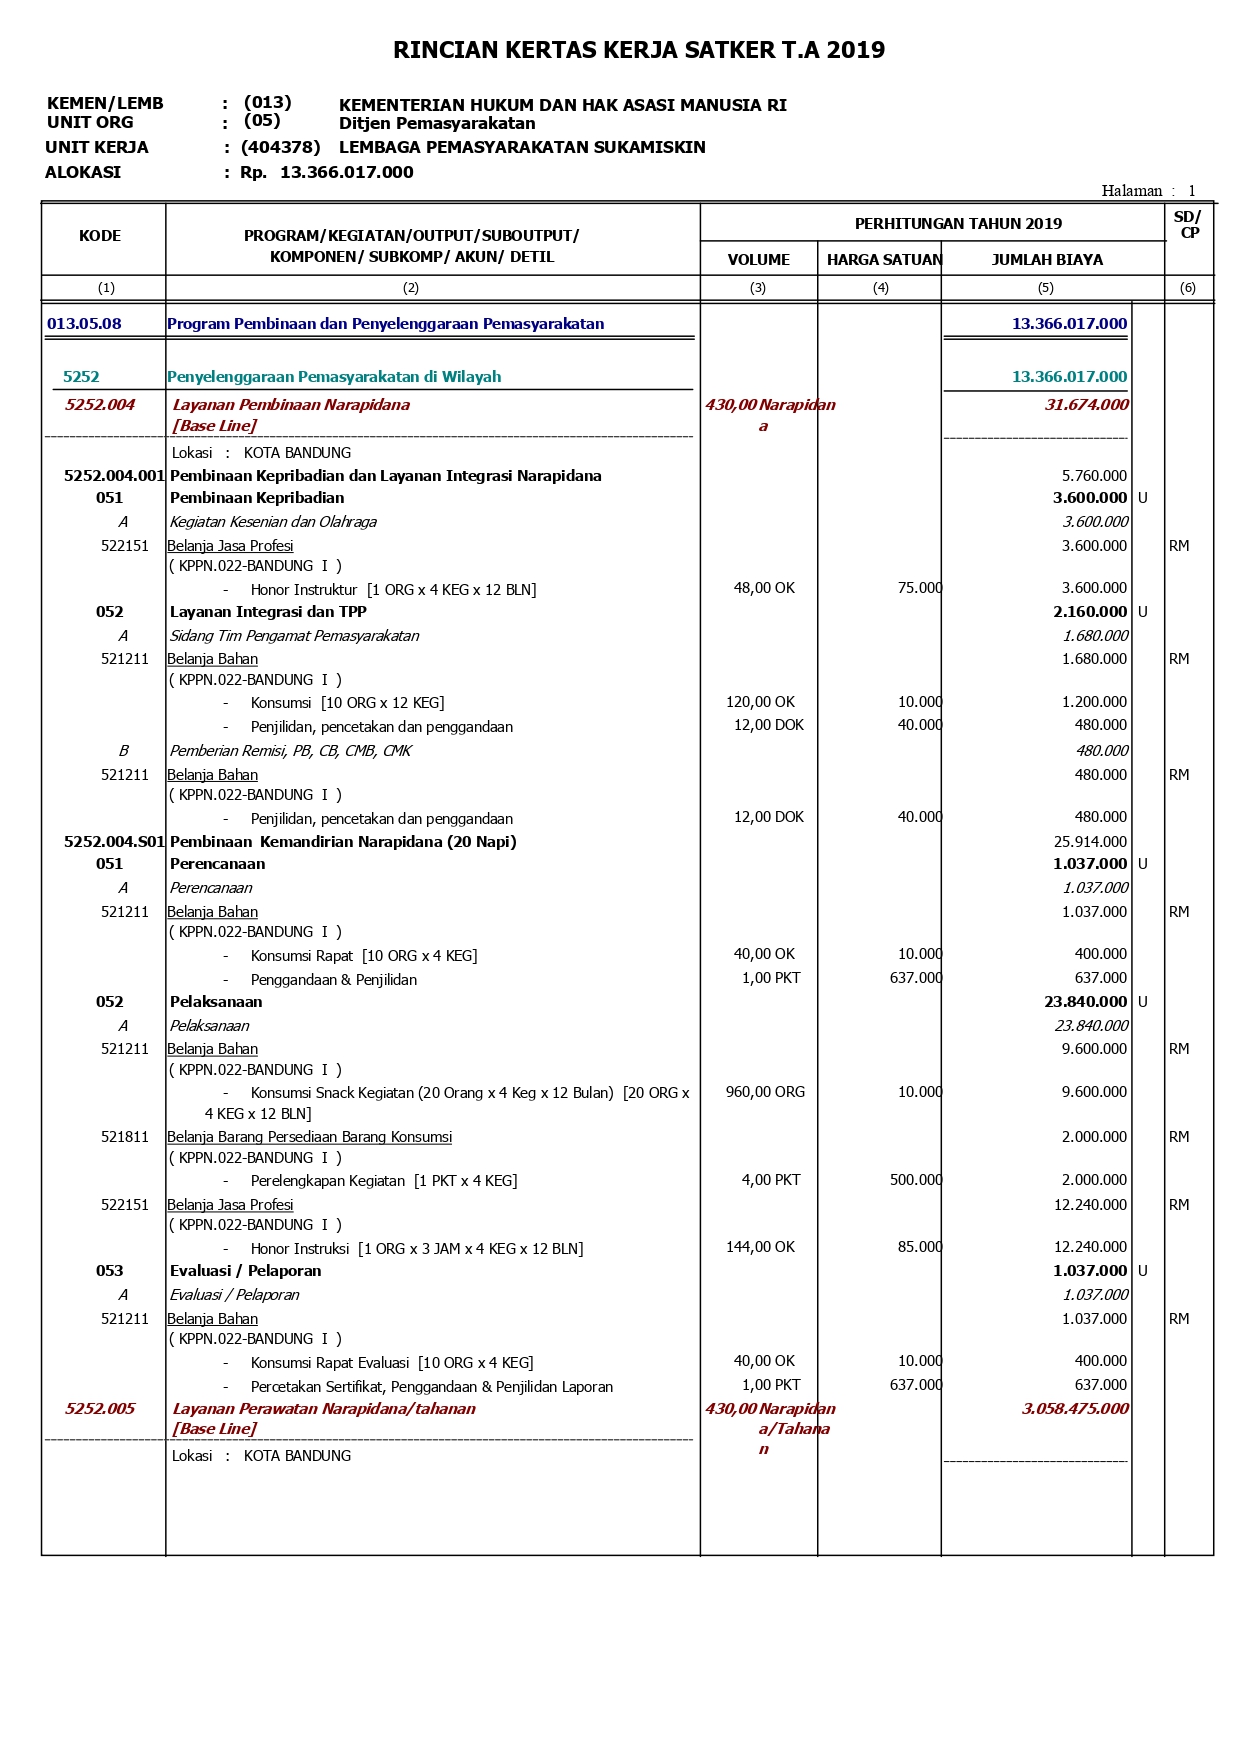 RINCIAN KERTAS KERJA SATKER T.A 2019
KEMEN/LEMB : (013) KEMENTERIAN HUKUM DAN HAK ASASI MANUSIA RI
UNIT ORG : (05) Ditjen Pemasyarakatan
UNIT KERJA : (404378) LEMBAGA PEMASYARAKATAN SUKAMISKIN
ALOKASI : Rp. 13.366.017.000
Halaman : 1
KODE PROGRAM/KEGIATAN/OUTPUT/SUBOUTPUT/ PERHITUNGAN TAHUN 2019 SD/
KOMPONEN/ SUBKOMP/ AKUN/ DETIL VOLUME HARGA SATUAN JUMLAH BIAYA CP
(1) (2) (3) (4) (5) (6)
013.05.08 Program Pembinaan dan Penyelenggaraan Pemasyarakatan 13.366.017.000
5252 Penyelenggaraan Pemasyarakatan di Wilayah 13.366.017.000
5252.004 Layanan Pembinaan Narapidana 430,00 Narapidan 31.674.000
[Base Line] a
Lokasi : KOTA BANDUNG
5252.004.001 Pembinaan Kepribadian dan Layanan Integrasi Narapidana 5.760.000
051 Pembinaan Kepribadian 3.600.000 U
A Kegiatan Kesenian dan Olahraga 3.600.000
522151 Belanja Jasa Profesi 3.600.000 RM
( KPPN.022-BANDUNG I )
- Honor Instruktur [1 ORG x 4 KEG x 12 BLN] 48,00 OK 75.000 3.600.000
052 Layanan Integrasi dan TPP 2.160.000 U
A Sidang Tim Pengamat Pemasyarakatan 1.680.000
521211 Belanja Bahan 1.680.000 RM
( KPPN.022-BANDUNG I )
- Konsumsi [10 ORG x 12 KEG] 120,00 OK 10.000 1.200.000
- Penjilidan, pencetakan dan penggandaan 12,00 DOK 40.000 480.000
B Pemberian Remisi, PB, CB, CMB, CMK 480.000
521211 Belanja Bahan 480.000 RM
( KPPN.022-BANDUNG I )
- Penjilidan, pencetakan dan penggandaan 12,00 DOK 40.000 480.000
5252.004.S01 Pembinaan Kemandirian Narapidana (20 Napi) 25.914.000
051 Perencanaan 1.037.000 U
A Perencanaan 1.037.000
521211 Belanja Bahan 1.037.000 RM
( KPPN.022-BANDUNG I )
- Konsumsi Rapat [10 ORG x 4 KEG] 40,00 OK 10.000 400.000
- Penggandaan & Penjilidan 1,00 PKT 637.000 637.000
052 Pelaksanaan 23.840.000 U
A Pelaksanaan 23.840.000
521211 Belanja Bahan 9.600.000 RM
( KPPN.022-BANDUNG I )
- Konsumsi Snack Kegiatan (20 Orang x 4 Keg x 12 Bulan) [20 ORG x 960,00 ORG 10.000 9.600.000
4 KEG x 12 BLN]
521811 Belanja Barang Persediaan Barang Konsumsi 2.000.000 RM
( KPPN.022-BANDUNG I )
- Perelengkapan Kegiatan [1 PKT x 4 KEG] 4,00 PKT 500.000 2.000.000
522151 Belanja Jasa Profesi 12.240.000 RM
( KPPN.022-BANDUNG I )
- Honor Instruksi [1 ORG x 3 JAM x 4 KEG x 12 BLN] 144,00 OK 85.000 12.240.000
053 Evaluasi / Pelaporan 1.037.000 U
A Evaluasi / Pelaporan 1.037.000
521211 Belanja Bahan 1.037.000 RM
( KPPN.022-BANDUNG I )
- Konsumsi Rapat Evaluasi [10 ORG x 4 KEG] 40,00 OK 10.000 400.000
- Percetakan Sertifikat, Penggandaan & Penjilidan Laporan 1,00 PKT 637.000 637.000
5252.005 Layanan Perawatan Narapidana/tahanan 430,00 Narapidan 3.058.475.000
[Base Line] a/Tahana
n
Lokasi : KOTA BANDUNG